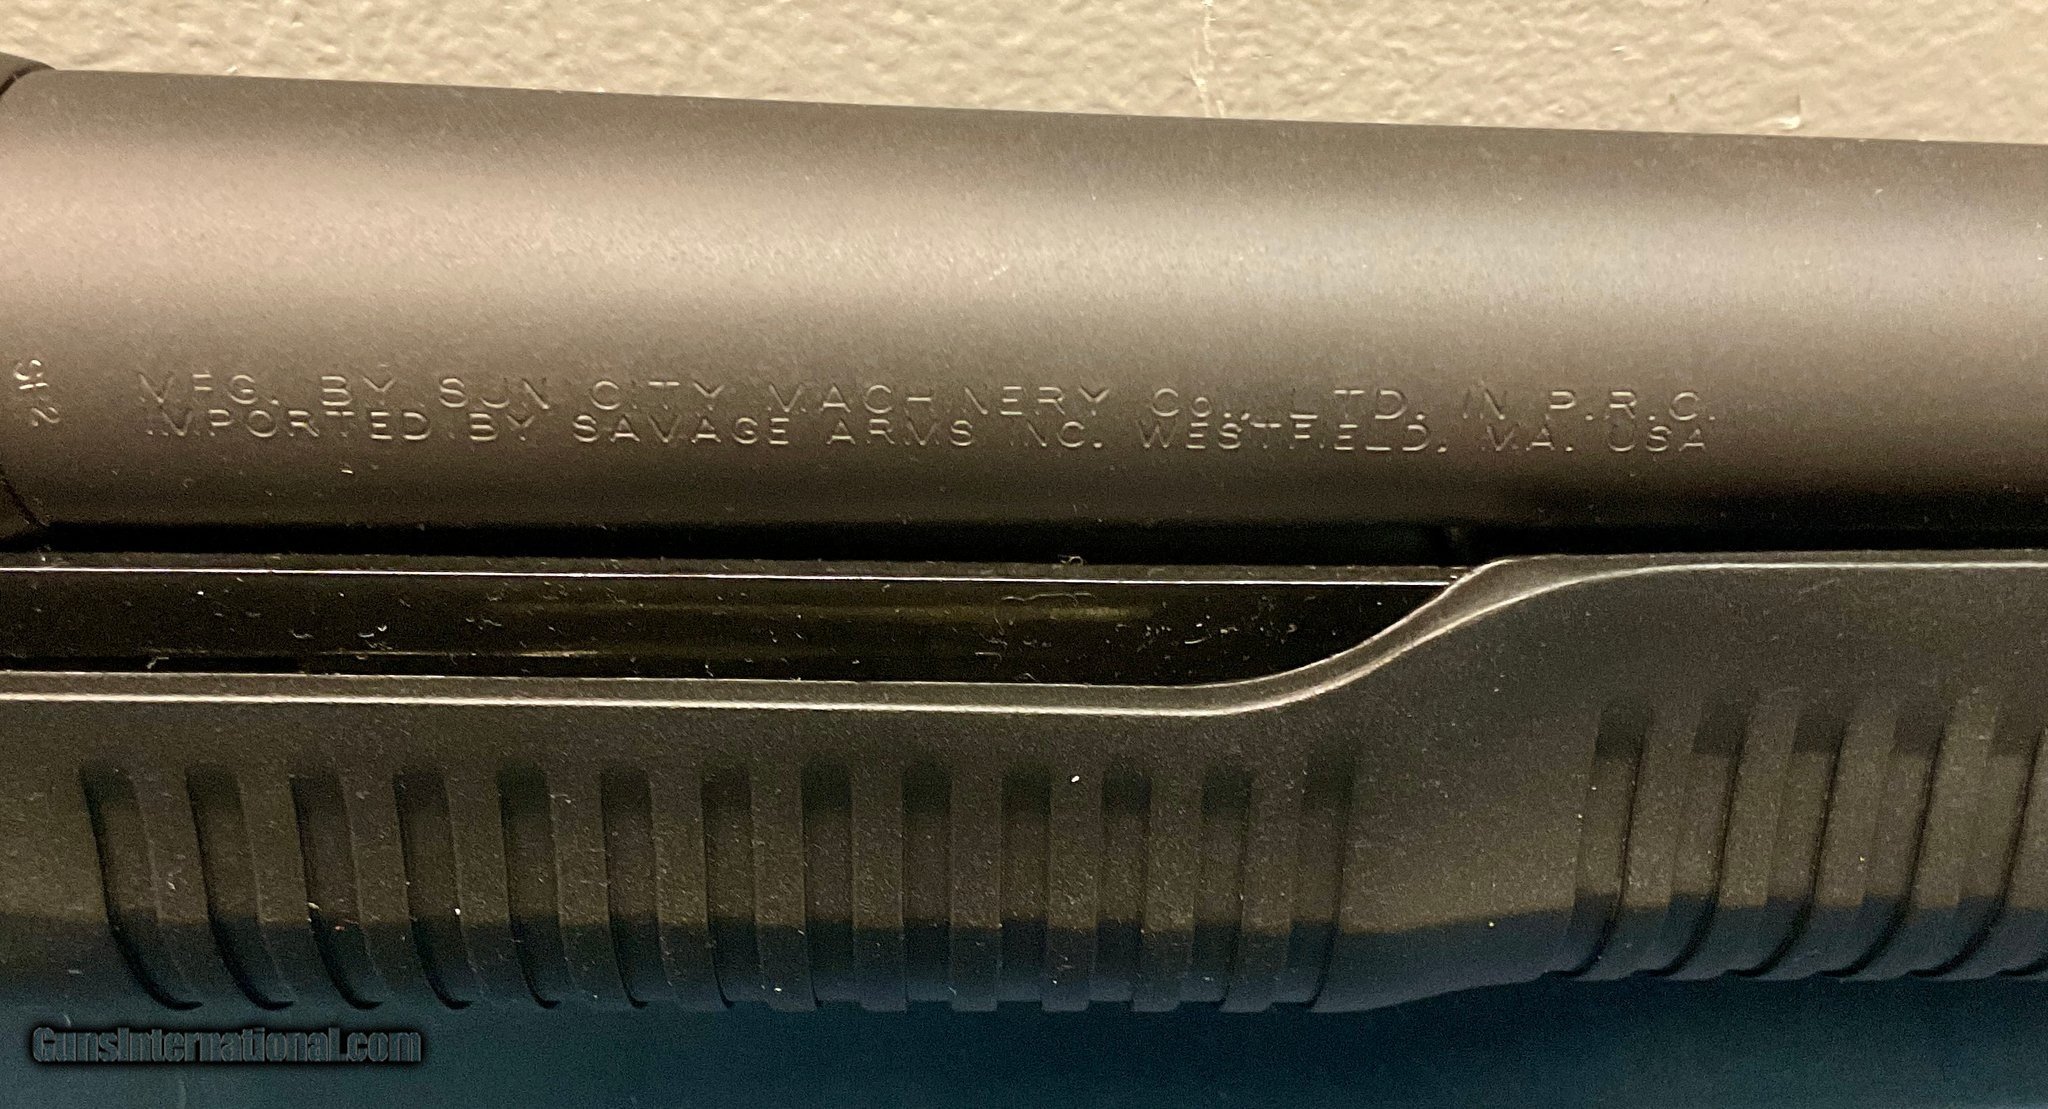 MFG. BY SUN CITY MACHINERY Co., LTD. IN P.R.C.
IMPORTED BY SAVAGE ARMS INC. WESTFIELD, MA. USA
GunsInternational.com